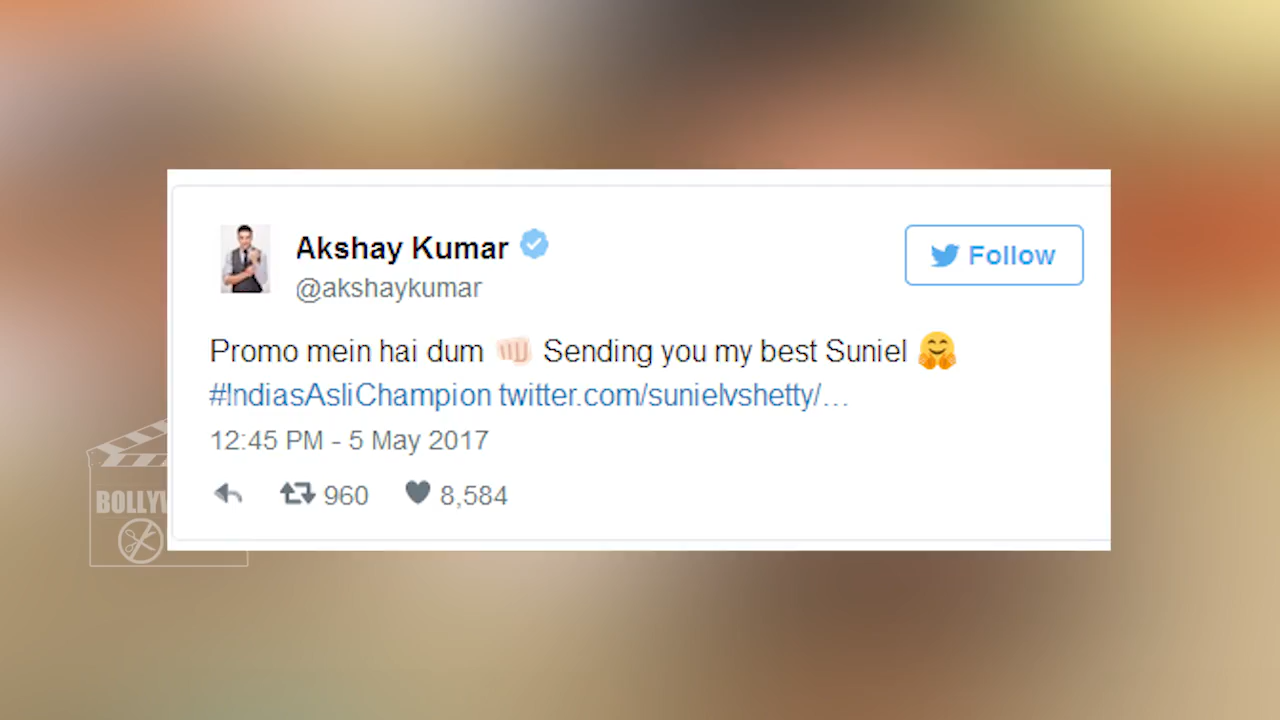 Akshay Kumar
@akshaykumar
Follow
Promo mein hai dum 👊🏻 Sending you my best Suniel 🤗
#IndiasAsliChampion twitter.com/sunielvshetty/…
12:45 PM - 5 May 2017
960 8,584
BOLLYW